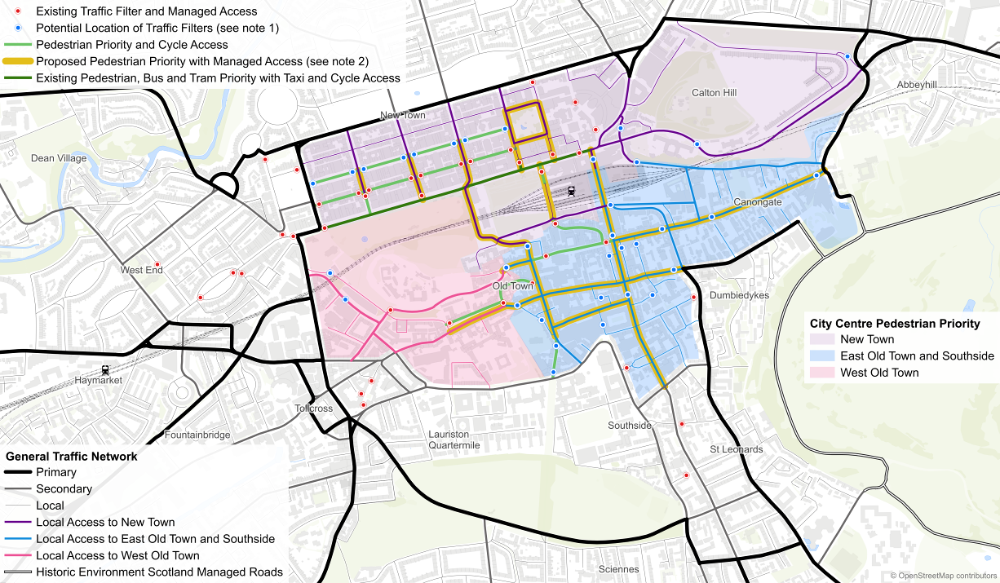 Existing Traffic Filter and Managed Access
Potential Location of Traffic Filters (see note 1)
Pedestrian Priority and Cycle Access
Proposed Pedestrian Priority with Managed Access (see note 2)
Existing Pedestrian, Bus and Tram Priority with Taxi and Cycle Access
Abbeyhill
Calton Hill
New Town
Dean Village
Canongate
West End
Old Town
Dumbiedykes
City Centre Pedestrian Priority
New Town
East Old Town and Southside
West Old Town
Haymarket
Tollcross
Southside
Fountainbridge
Lauriston
Quartermile
St Leonards
General Traffic Network
Primary
Secondary
Local
Local Access to New Town
Local Access to East Old Town and Southside
Local Access to West Old Town
Historic Environment Scotland Managed Roads
Sciennes
© OpenStreetMap contributors